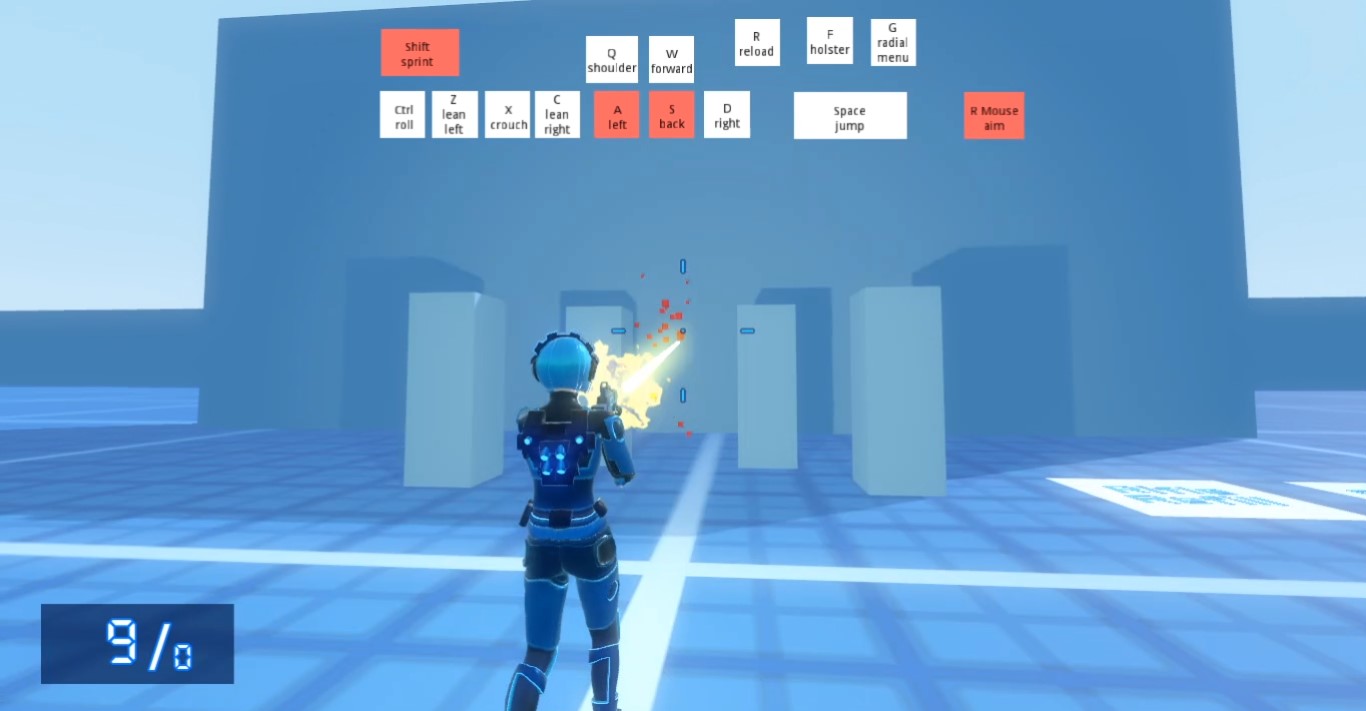 Shift
sprint
Q
shoulder
W
forward
R
reload
F
holster
G
radial
menu
Ctrl
roll
Z
lean
left
X
crouch
C
lean
right
A
left
S
back
D
right
Space
jump
R Mouse
aim
9/0